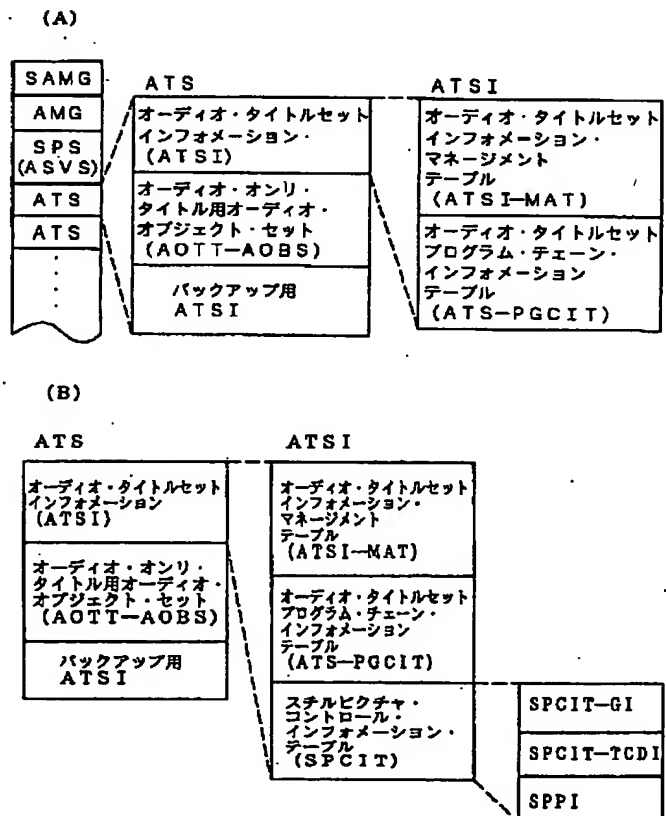 (A)
SAMG
AMG
SPS
(ASVS)
ATS
ATS
ATS
オーディオ・タイトルセット
インフォメーション・
(ATSI)
オーディオ・オンリ・
タイトル用オーディオ・
オブジェクト・セット
(AOTT—AOBS)
バックアップ用
ATSI
ATSI
オーディオ・タイトルセット
インフォメーション・
マネージメント
テーブル
(ATSI—MAT)
オーディオ・タイトルセット
プログラム・チェーン・
インフォメーション
テーブル
(ATS—PGCIT)
(B)
ATS
オーディオ・タイトルセット
インフォメーション
(ATSI)
オーディオ・オンリ・
タイトル用オーディオ・
オブジェクト・セット
(AOTT—AOBS)
バックアップ用
ATSI
ATSI
オーディオ・タイトルセット
インフォメーション・
マネージメント
テーブル
(ATSI—MAT)
オーディオ・タイトルセット
プログラム・チェーン・
インフォメーション
テーブル
(ATS—PGCIT)
スチルピクチャ・
コントロール・
インフォメーション・
テーブル
(SPCIT)
SPCIT—GI
SPCIT—TCDI
SPPI